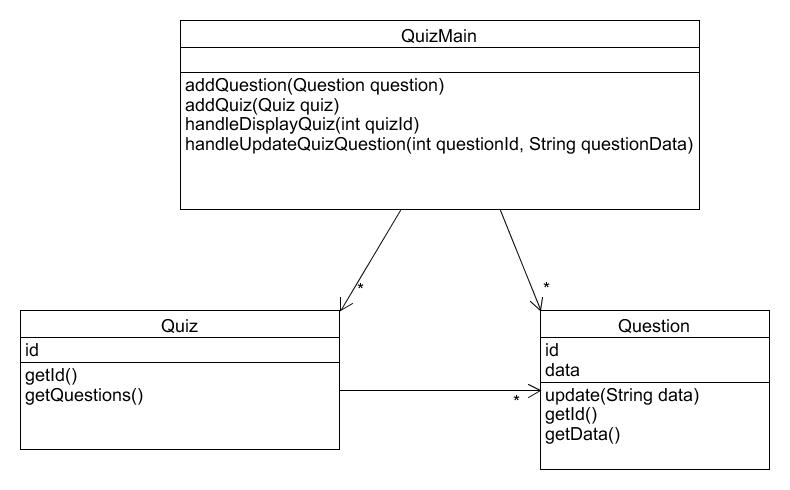 QuizMain
addQuestion(Question question)
addQuiz(Quiz quiz)
handleDisplayQuiz(int quizId)
handleUpdateQuizQuestion(int questionId, String questionData)
*
*
Quiz
id
getId()
getQuestions()
*
Question
id
data
update(String data)
getId()
getData()